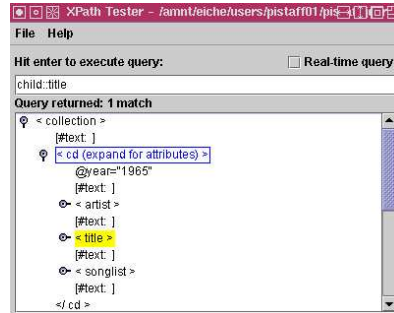 XPath Tester - /amnt/eiche/users/pistaff01/pis
File Help
Hit enter to execute query:
Real-time query
child::title
Query returned: 1 match
< collection >
[#text: ]
< cd (expand for attributes) >
@year="1965"
[#text: ]
< artist >
[#text: ]
< title >
[#text: ]
< songlist >
[#text: ]
</ cd >